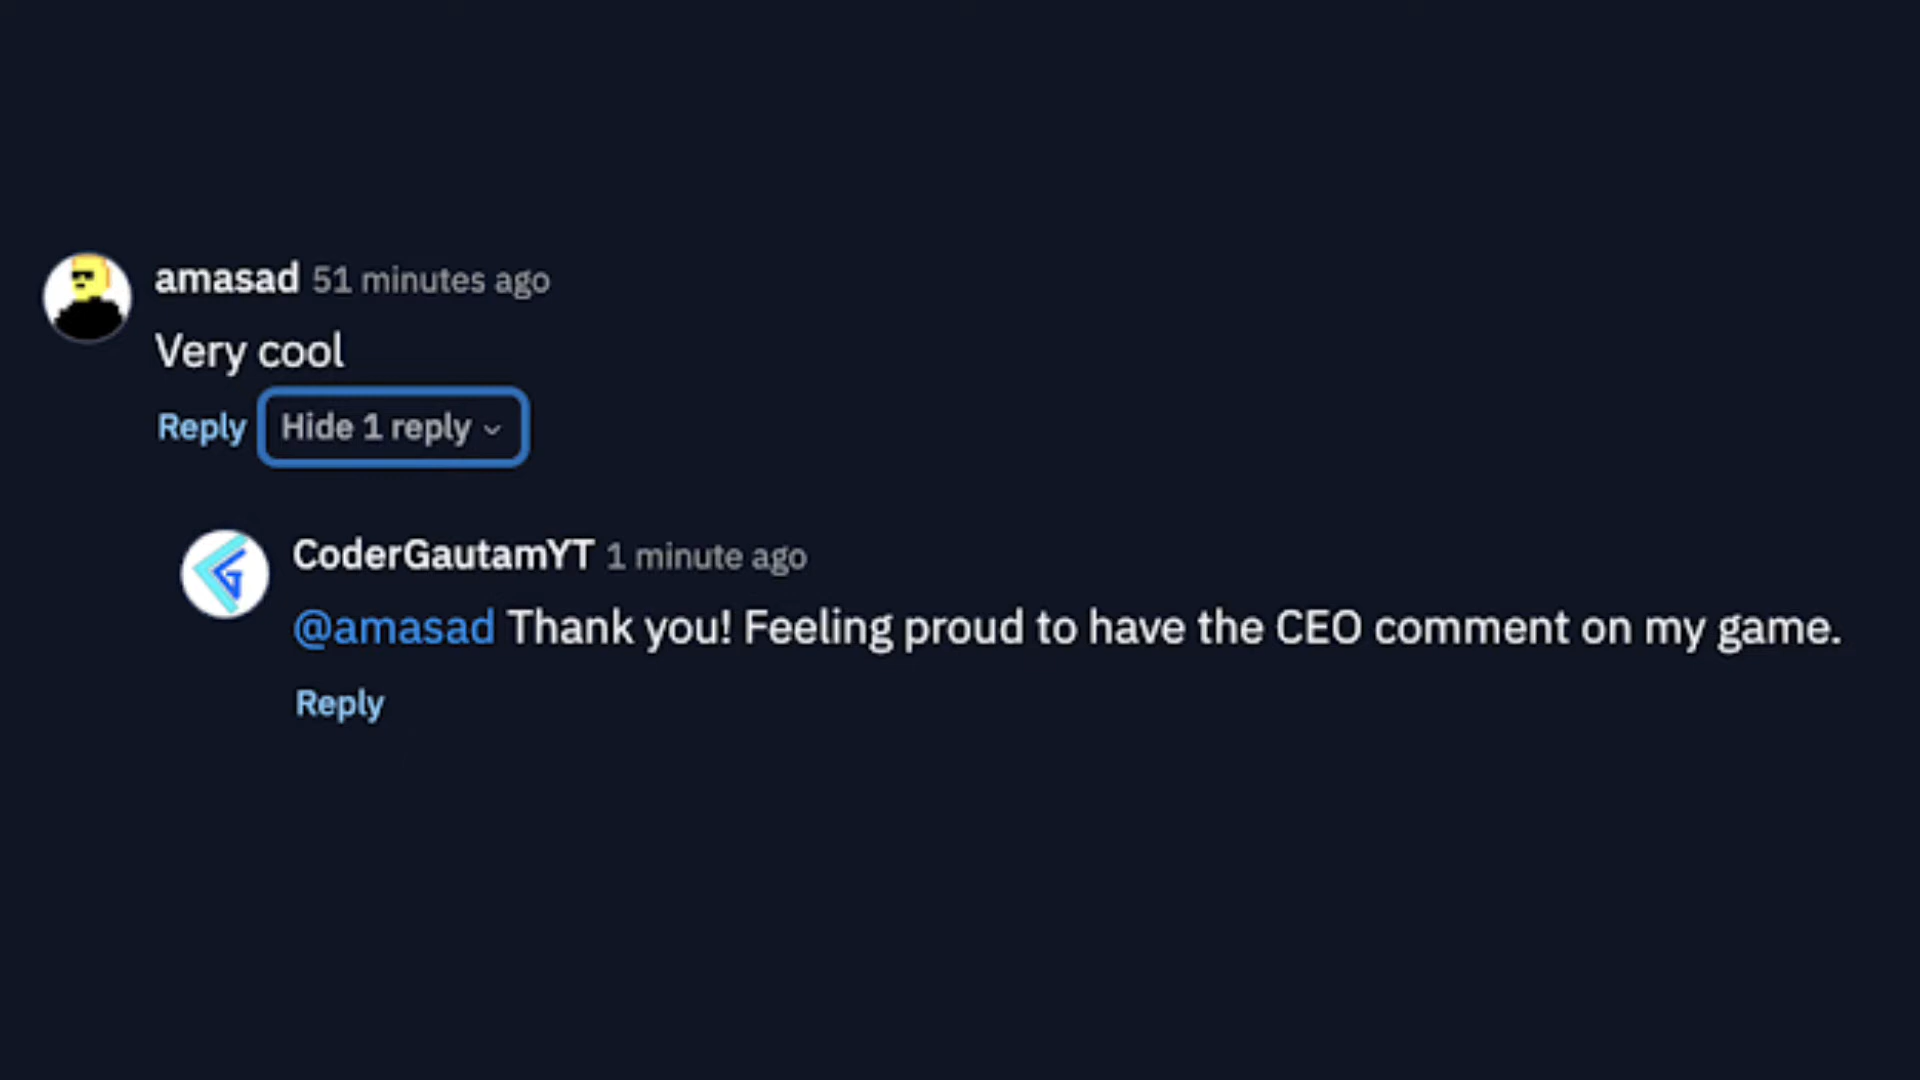 amasad 51 minutes ago
Very cool
Reply Hide 1 reply
CoderGautamYT 1 minute ago
@amasad Thank you! Feeling proud to have the CEO comment on my game.
Reply